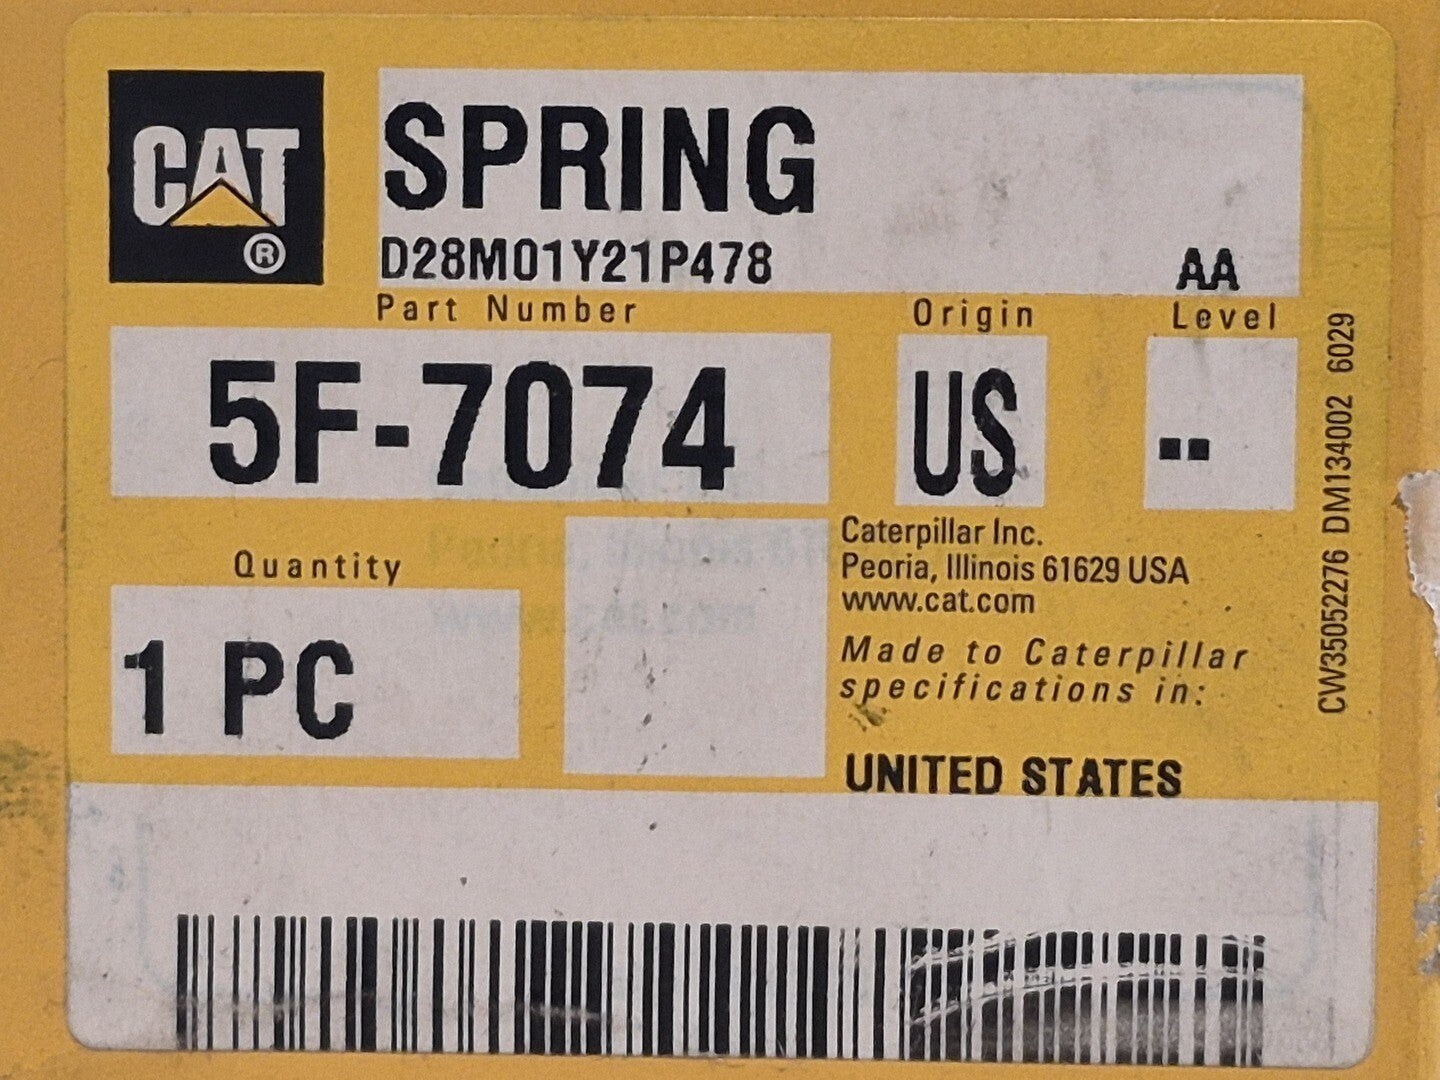 CAT
®
SPRING
D28M01Y21P478
AA
Part Number
Origin
Level
5F-7074
US
--
Quantity
1 PC
Caterpillar Inc.
Peoria, Illinois 61629 USA
www.cat.com
Made to Caterpillar
specifications in:
UNITED STATES
CW35052276 DM134002 6029